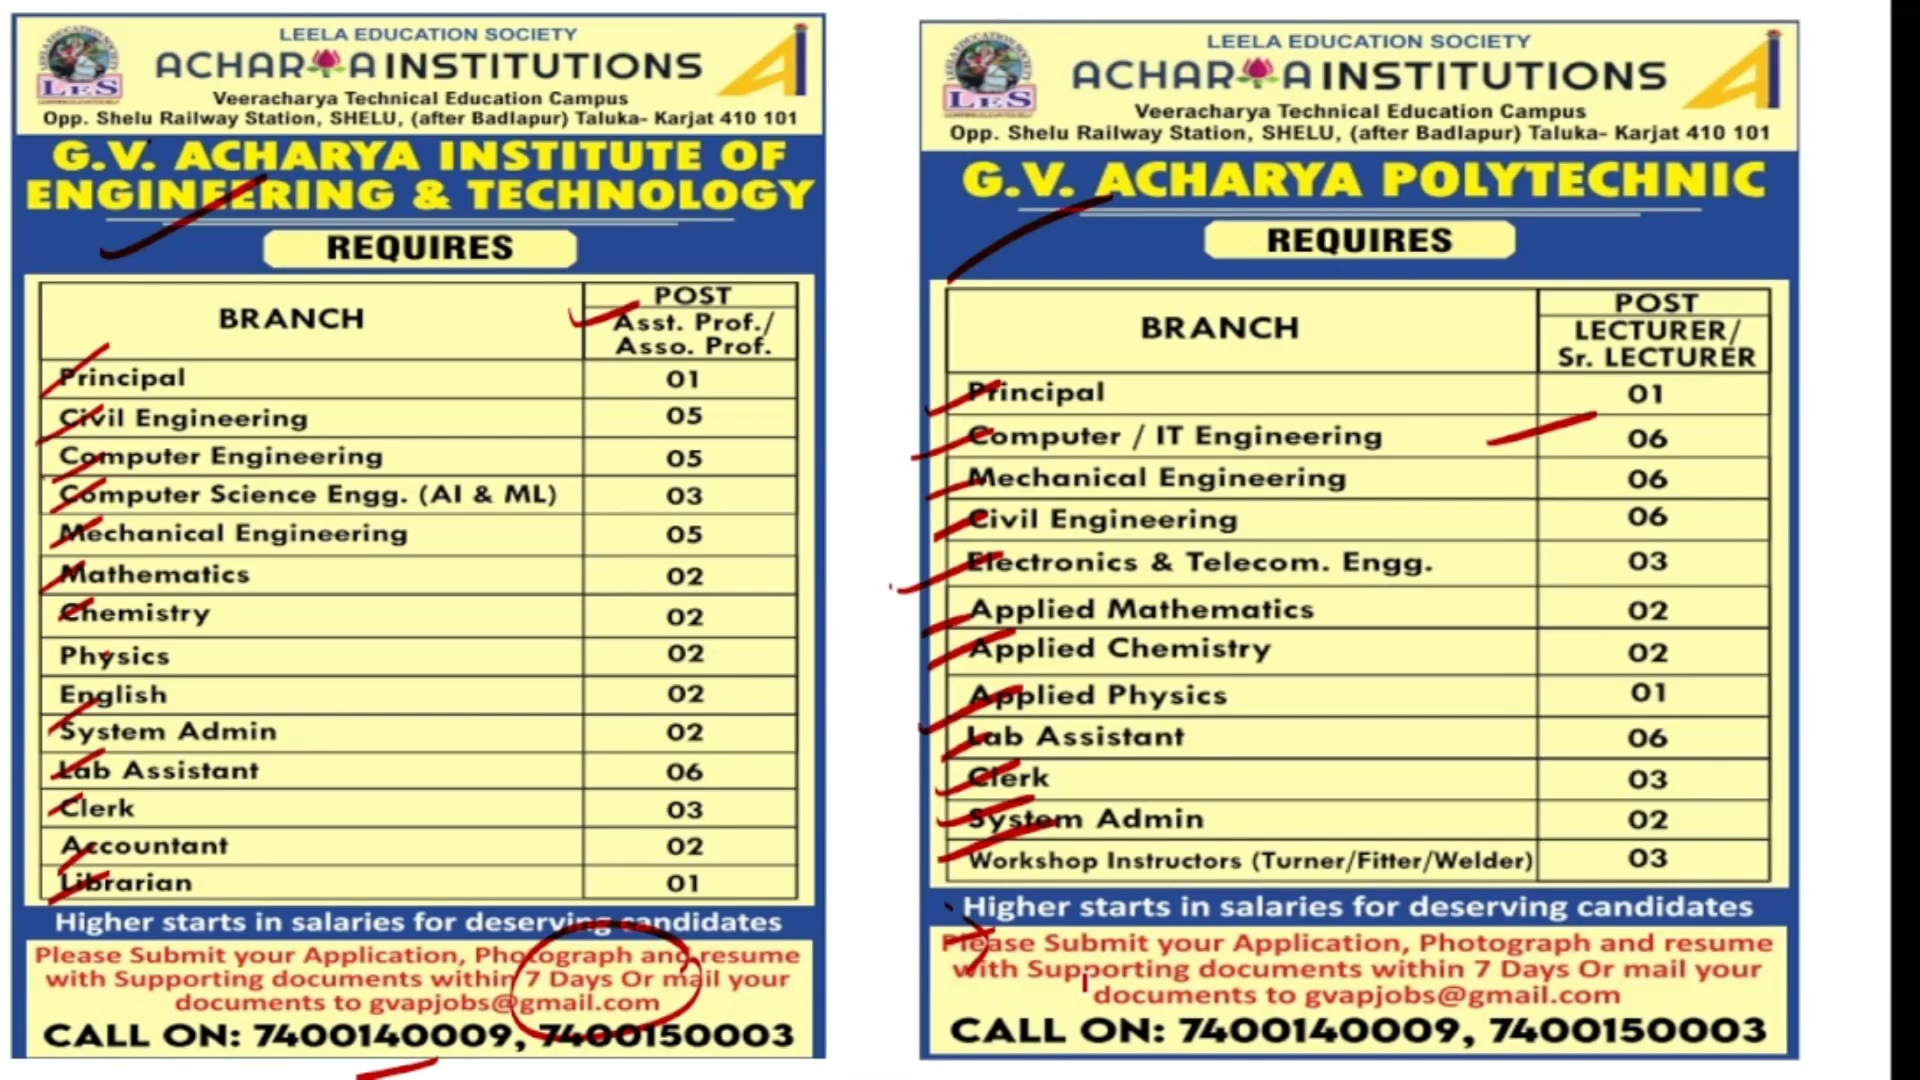 LEELA EDUCATION SOCIETY
ACHARYA INSTITUTIONS
LES
Veeracharya Technical Education Campus
Opp. Shelu Railway Station, SHELU, (after Badlapur) Taluka- Karjat 410 101
G.V. ACHARYA INSTITUTE OF
ENGINEERING & TECHNOLOGY
REQUIRES
BRANCH
POST
Asst. Prof./
Asso. Prof.
Principal 01
Civil Engineering 05
Computer Engineering 05
Computer Science Engg. (AI & ML) 03
Mechanical Engineering 05
Mathematics 02
Chemistry 02
Physics 02
English 02
System Admin 02
Lab Assistant 06
Clerk 03
Accountant 02
Librarian 01
Higher starts in salaries for deserving candidates
Please Submit your Application, Photograph and resume
with Supporting documents within 7 Days Or mail your
documents to gvapjobs@gmail.com
CALL ON: 7400140009, 7400150003
LEELA EDUCATION SOCIETY
ACHARYA INSTITUTIONS
LES
Veeracharya Technical Education Campus
Opp. Shelu Railway Station, SHELU, (after Badlapur) Taluka- Karjat 410 101
G.V. ACHARYA POLYTECHNIC
REQUIRES
BRANCH
POST
LECTURER/
Sr. LECTURER
Principal 01
Computer / IT Engineering 06
Mechanical Engineering 06
Civil Engineering 06
Electronics & Telecom. Engg. 03
Applied Mathematics 02
Applied Chemistry 02
Applied Physics 01
Lab Assistant 06
Clerk 03
System Admin 02
Workshop Instructors (Turner/Fitter/Welder) 03
Higher starts in salaries for deserving candidates
Please Submit your Application, Photograph and resume
with Supporting documents within 7 Days Or mail your
documents to gvapjobs@gmail.com
CALL ON: 7400140009, 7400150003